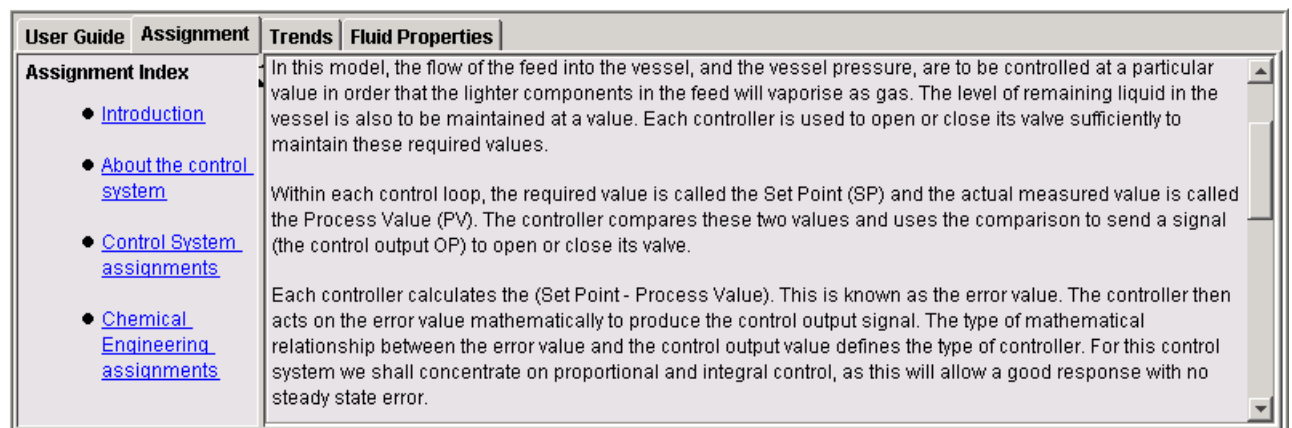 User Guide Assignment Trends Fluid Properties
Assignment Index
Introduction
About the control
system
Control System
assignments
Chemical
Engineering
assignments
In this model, the flow of the feed into the vessel, and the vessel pressure, are to be controlled at a particular
value in order that the lighter components in the feed will vaporise as gas. The level of remaining liquid in the
vessel is also to be maintained at a value. Each controller is used to open or close its valve sufficiently to
maintain these required values.
Within each control loop, the required value is called the Set Point (SP) and the actual measured value is called
the Process Value (PV). The controller compares these two values and uses the comparison to send a signal
(the control output OP) to open or close its valve.
Each controller calculates the (Set Point - Process Value). This is known as the error value. The controller then
acts on the error value mathematically to produce the control output signal. The type of mathematical
relationship between the error value and the control output value defines the type of controller. For this control
system we shall concentrate on proportional and integral control, as this will allow a good response with no
steady state error.